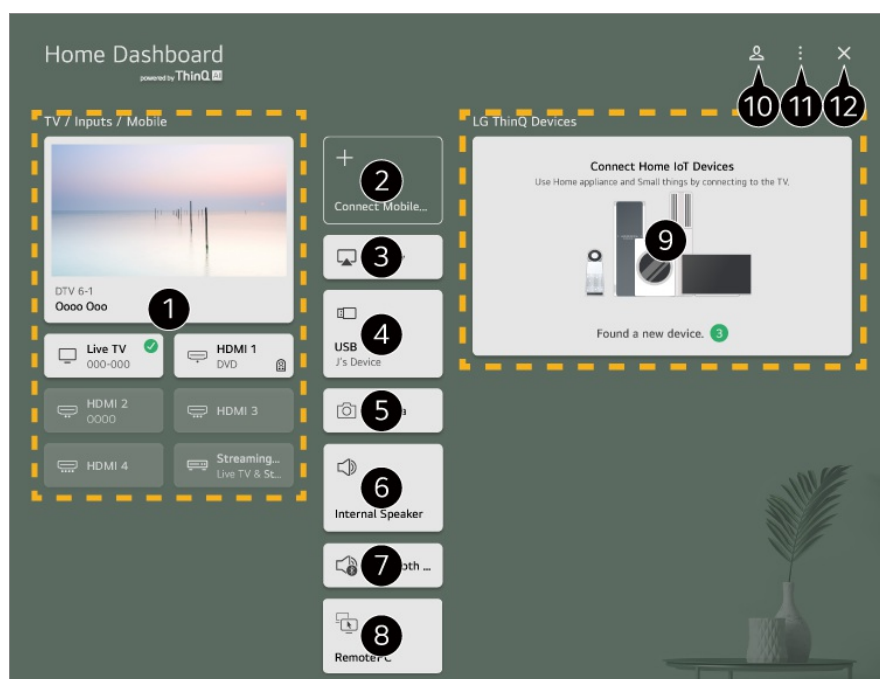 Home Dashboard
powered by ThinQ AI
10
11
12
TV / Inputs / Mobile
DTV 6-1
Oooo Ooo
1
Live TV
000-000
HDMI 1
DVD
HDMI 2
0000
HDMI 3
HDMI 4
Streaming...
Live TV & St...
2
Connect Mobile...
3
4
USB
J's Device
5
6
Internal Speaker
7
8
LG ThinQ Devices
Connect Home IoT Devices
Use Home appliance and Small things by connecting to the TV.
9
Found a new device. 3